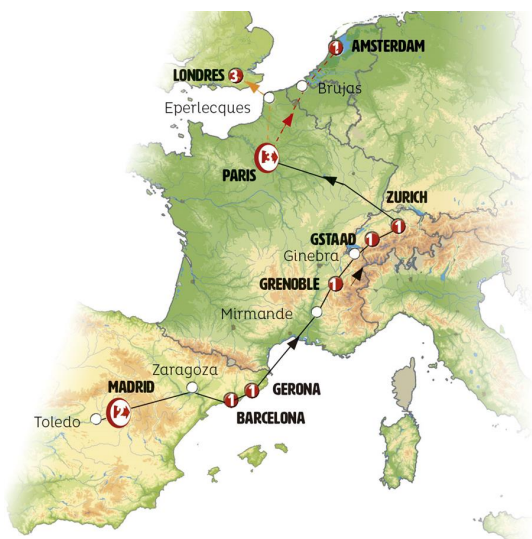 AMSTERDAM
LONDRES 3
1
Brujas
Eperlecques
3
PARIS
ZURICH
1
GSTAAD 1
Ginebra
GRENOBLE 1
Mirmande
Zaragoza
MADRID
2
1
GERONA
1
BARCELONA
Toledo